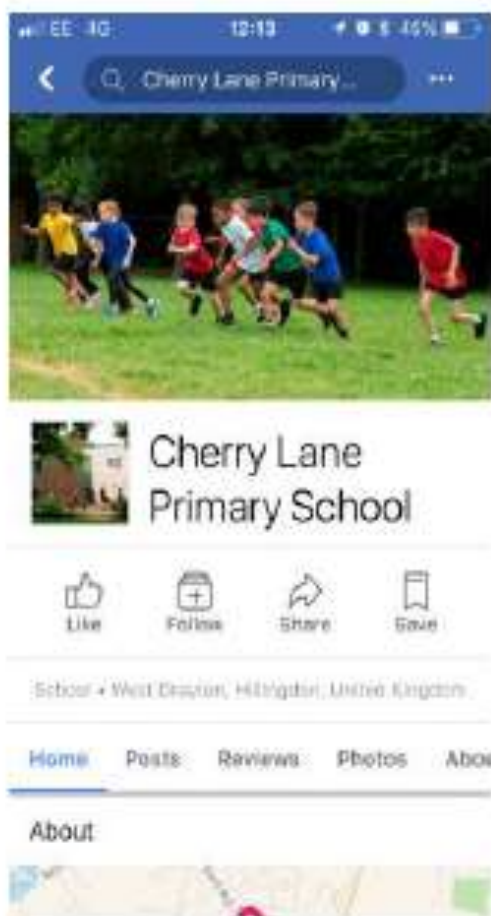 EE 4G 12:13 46%
Cherry Lane Primary...
Cherry Lane
Primary School
Like Follow Share Save
School • West Drayton, Hillingdon, United Kingdom
Home Posts Reviews Photos Abou
About